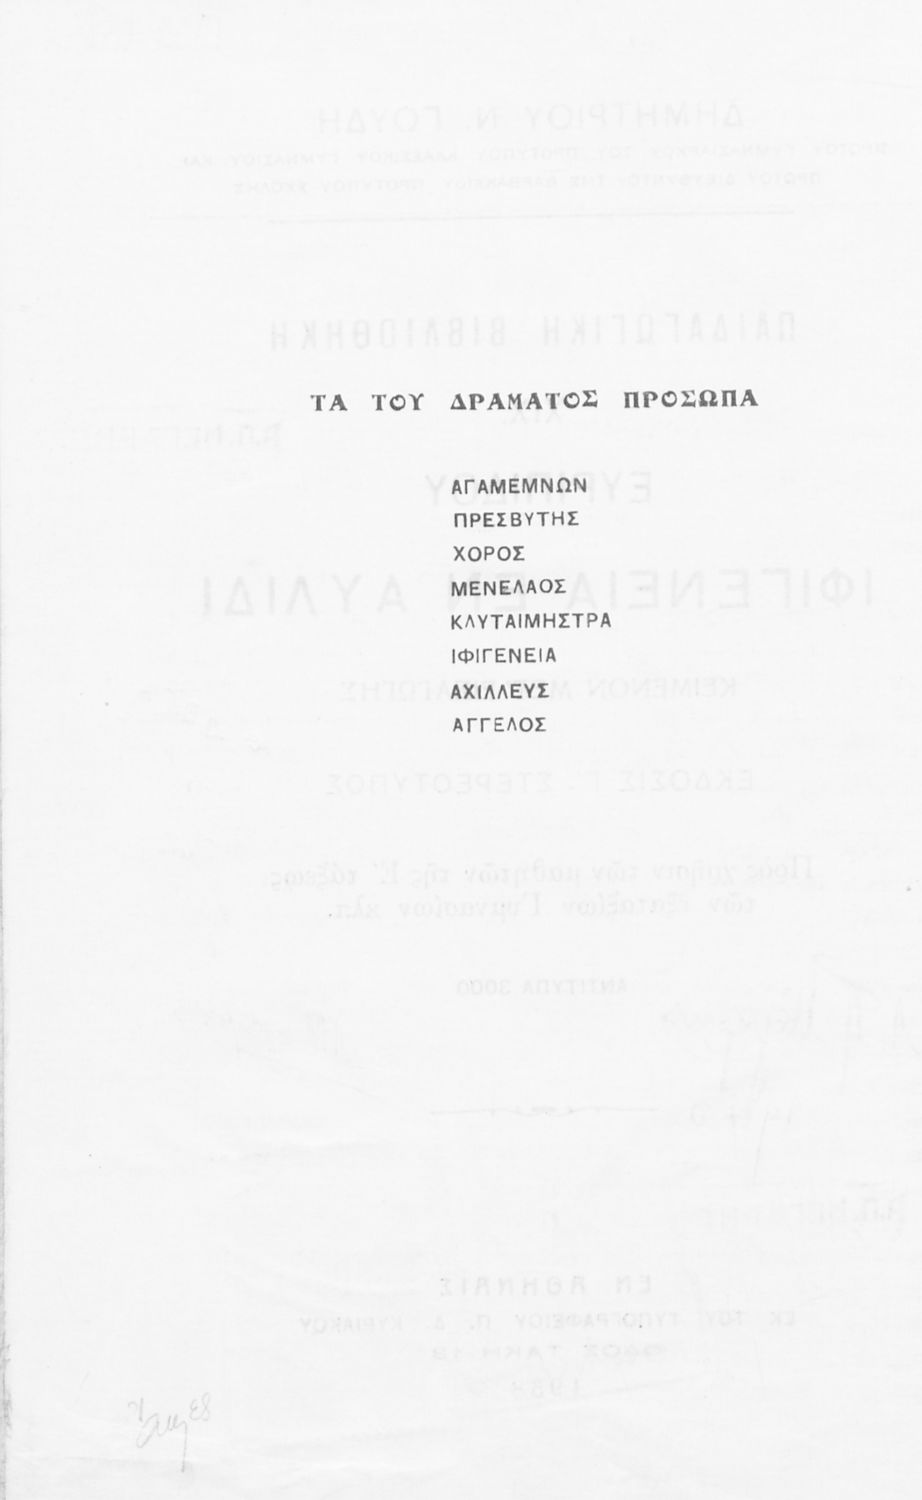 ΤΑ ΤΟΥ ΔΡΑΜΑΤΟΣ ΠΡΟΣΩΠΑ
ΑΓΑΜΕΜΝΩΝ
ΠΡΕΣΒΥΤΗΣ
ΧΟΡΟΣ
ΜΕΝΕΛΑΟΣ
ΚΛΥΤΑΙΜΗΣΤΡΑ
ΙΦΙΓΕΝΕΙΑ
ΑΧΙΛΛΕΥΣ
ΑΓΓΕΛΟΣ